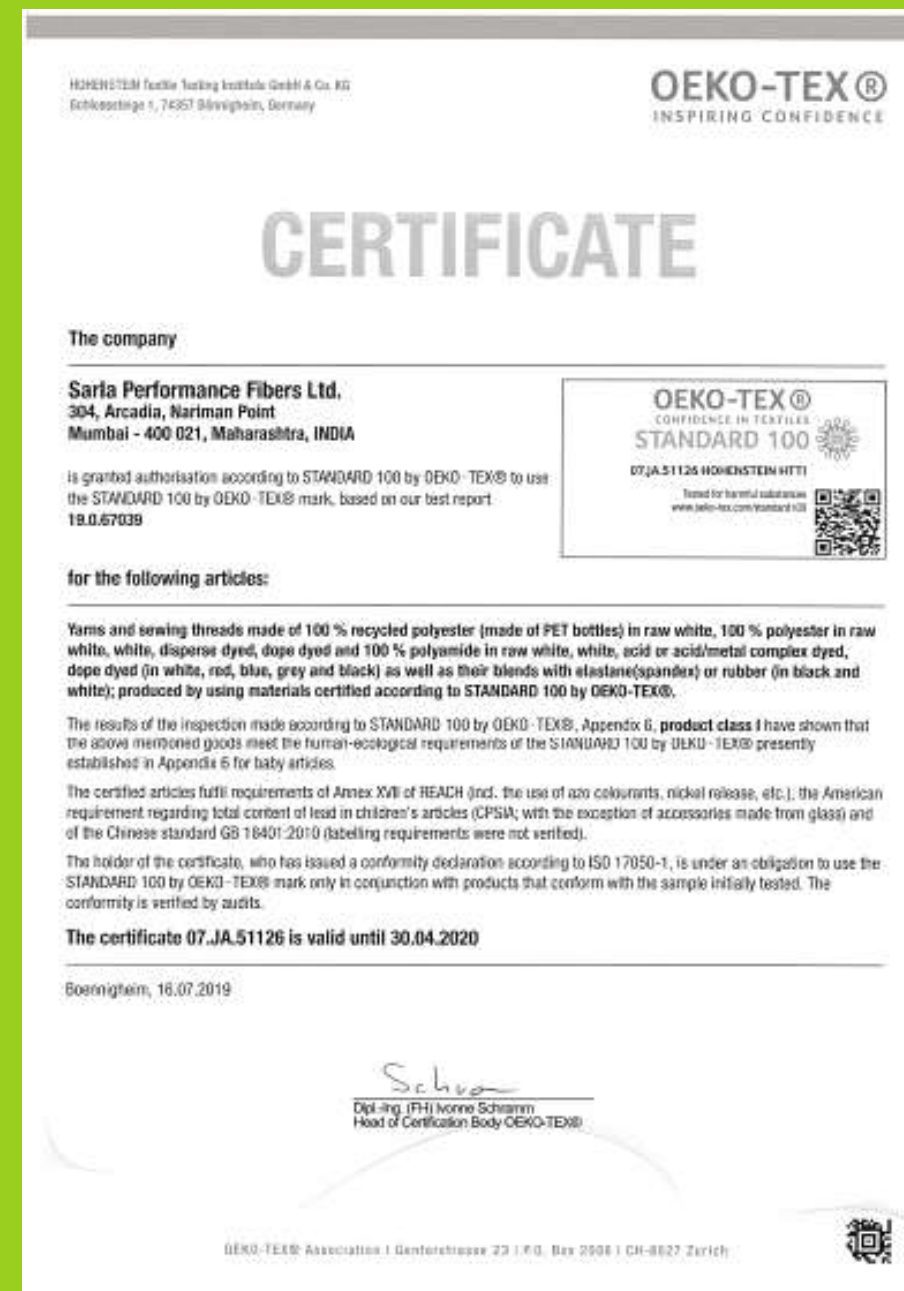 HOHENSTEIN Textile Testing Institute GmbH & Co. KG
Schlosssteige 1, 74357 Bönnigheim, Germany
OEKO-TEX®
INSPIRING CONFIDENCE
CERTIFICATE
The company
Sarla Performance Fibers Ltd.
304, Arcadia, Nariman Point
Mumbai - 400 021, Maharashtra, INDIA
is granted authorisation according to STANDARD 100 by OEKO-TEX® to use
the STANDARD 100 by OEKO-TEX® mark, based on our test report
19.0.67039
OEKO-TEX®
CONFIDENCE IN TEXTILES
STANDARD 100
07.JA.51126 HOHENSTEIN HTTI
Tested for harmful substances
www.oeko-tex.com/standard100
for the following articles:
Yarns and sewing threads made of 100 % recycled polyester (made of PET bottles) in raw white, 100 % polyester in raw
white, white, disperse dyed, dope dyed and 100 % polyamide in raw white, white, acid or acid/metal complex dyed,
dope dyed (in white, red, blue, grey and black) as well as their blends with elastane(spandex) or rubber (in black and
white); produced by using materials certified according to STANDARD 100 by OEKO-TEX®.
The results of the inspection made according to STANDARD 100 by OEKO-TEX®, Appendix 6, product class I have shown that
the above mentioned goods meet the human-ecological requirements of the STANDARD 100 by OEKO-TEX® presently
established in Appendix 6 for baby articles.
The certified articles fulfil requirements of Annex XVII of REACH (incl. the use of azo colourants, nickel release, etc.), the American
requirement regarding total content of lead in children's articles (CPSIA; with the exception of accessories made from glass) and
of the Chinese standard GB 18401:2010 (labelling requirements were not verified).
The holder of the certificate, who has issued a conformity declaration according to ISO 17050-1, is under an obligation to use the
STANDARD 100 by OEKO-TEX® mark only in conjunction with products that conform with the sample initially tested. The
conformity is verified by audits.
The certificate 07.JA.51126 is valid until 30.04.2020
Boennigheim, 16.07.2019
Dipl.-Ing. (FH) Ivonne Schramm
Head of Certification Body OEKO-TEX®
OEKO-TEX® Association | Genferstrasse 23 | P.O. Box 2006 | CH-8027 Zurich